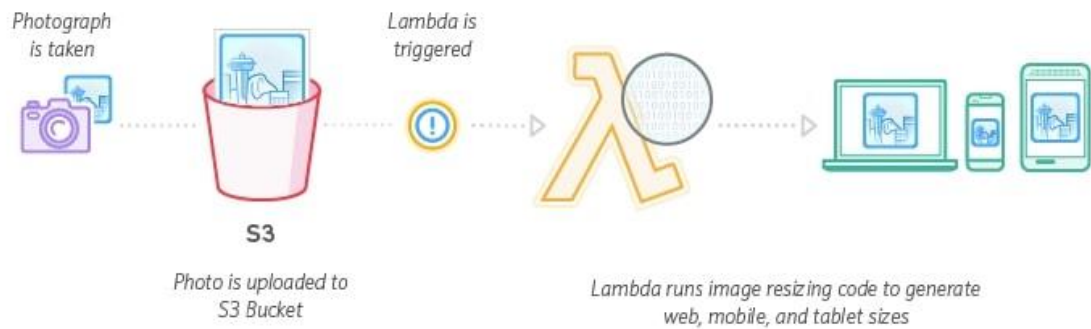 Photograph
is taken
Lambda is
triggered
S3
Photo is uploaded to
S3 Bucket
Lambda runs image resizing code to generate
web, mobile, and tablet sizes